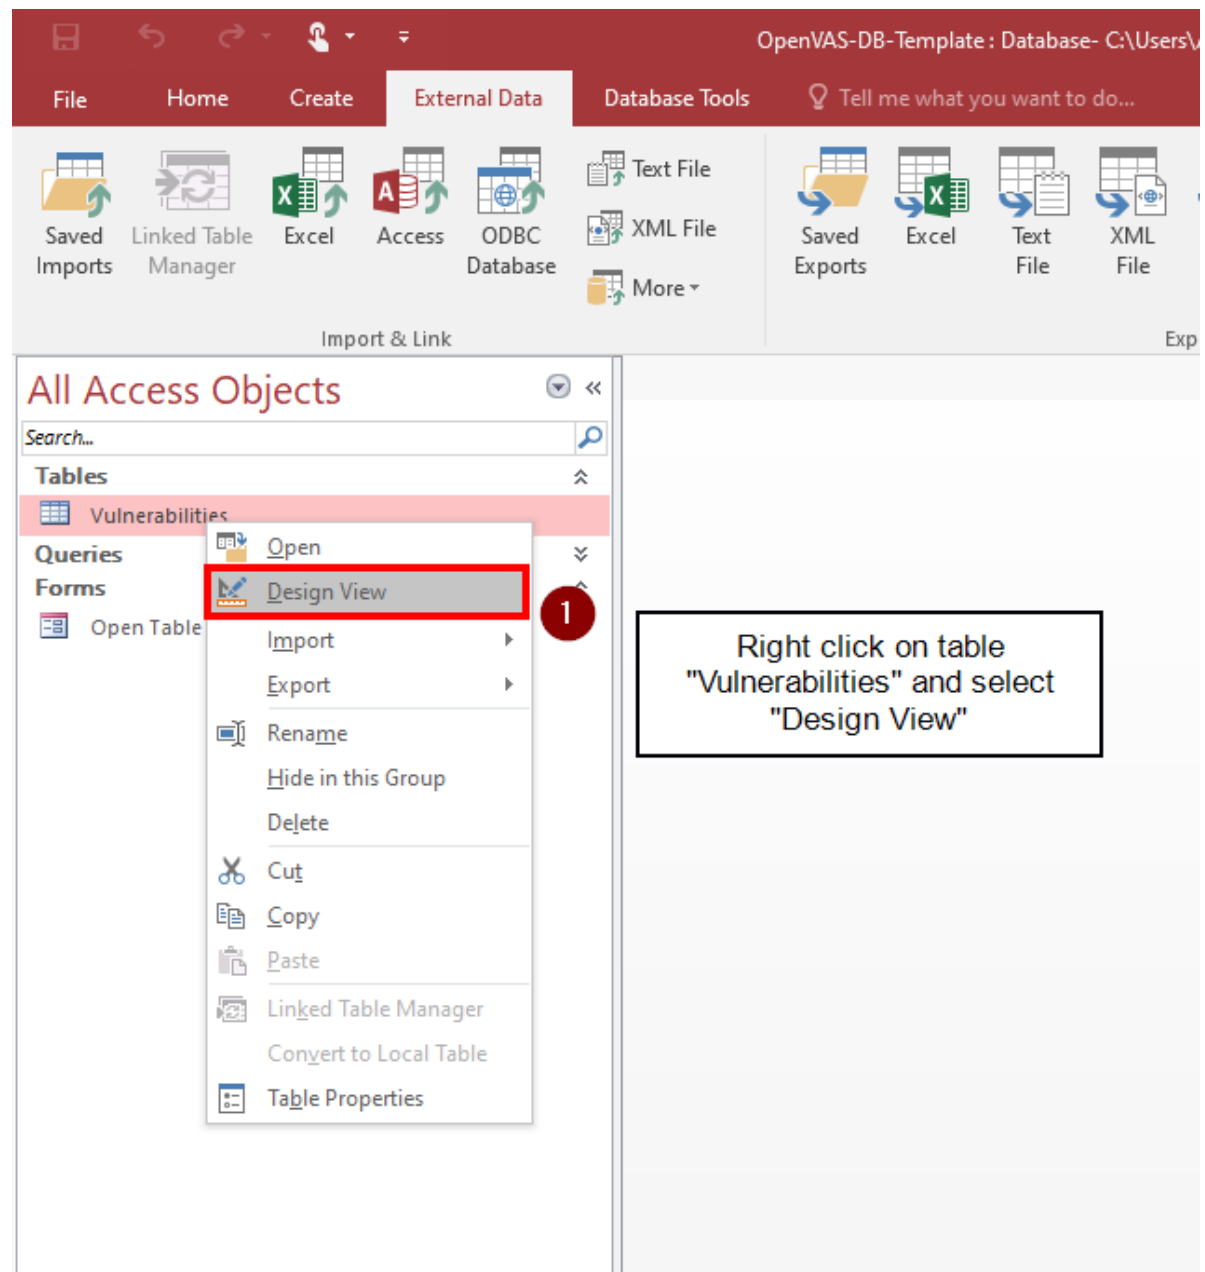 OpenVAS-DB-Template : Database- C:\Users\
File Home Create External Data Database Tools Tell me what you want to do...
Saved Imports
Linked Table Manager
Excel
Access
ODBC Database
Text File
XML File
More
Saved Exports
Excel
Text File
XML File
Import & Link
Exp
All Access Objects
Search...
Tables
Vulnerabilities
Queries
Forms
Open Table
Open
Design View
1
Import
Export
Rename
Hide in this Group
Delete
Cut
Copy
Paste
Linked Table Manager
Convert to Local Table
Table Properties
Right click on table
"Vulnerabilities" and select
"Design View"